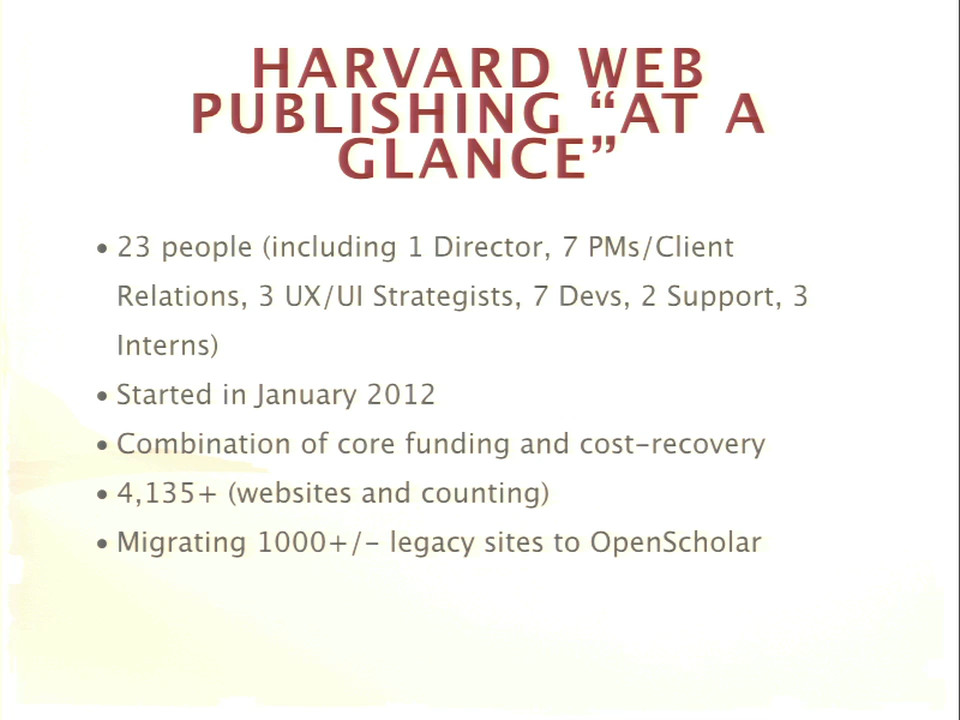 HARVARD WEB
PUBLISHING “AT A
GLANCE”
• 23 people (including 1 Director, 7 PMs/Client
Relations, 3 UX/UI Strategists, 7 Devs, 2 Support, 3
Interns)
• Started in January 2012
• Combination of core funding and cost-recovery
• 4,135+ (websites and counting)
• Migrating 1000+/- legacy sites to OpenScholar